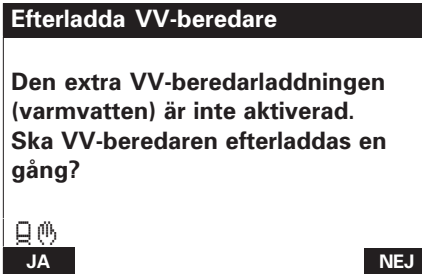 Efterladda VV-beredare
Den extra VV-beredarladdningen
(varmvatten) är inte aktiverad.
Ska VV-beredaren efterladdas en
gång?
JA NEJ